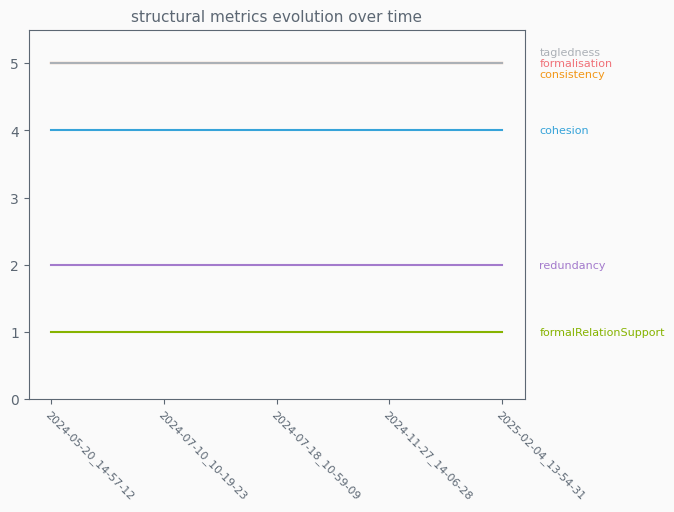 structural metrics evolution over time
5
4
3
2
1
0
tagledness
formalisation
consistency
cohesion
redundancy
formalRelationSupport
2024-05-20_14-57-12
2024-07-10_10-19-23
2024-07-18_10-59-09
2024-11-27_14-06-28
2025-02-04_13-54-31